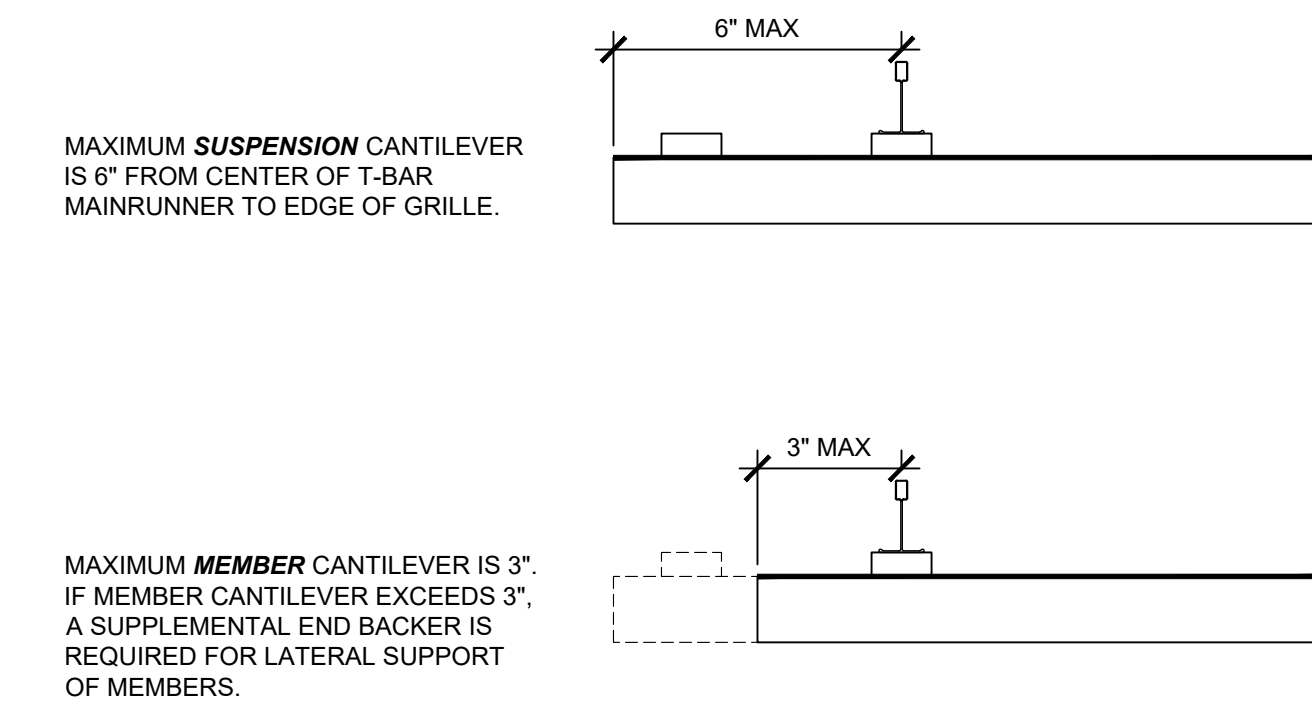 6" MAX
MAXIMUM SUSPENSION CANTILEVER
IS 6" FROM CENTER OF T-BAR
MAINRUNNER TO EDGE OF GRILLE.
3" MAX
MAXIMUM MEMBER CANTILEVER IS 3".
IF MEMBER CANTILEVER EXCEEDS 3",
A SUPPLEMENTAL END BACKER IS
REQUIRED FOR LATERAL SUPPORT
OF MEMBERS.